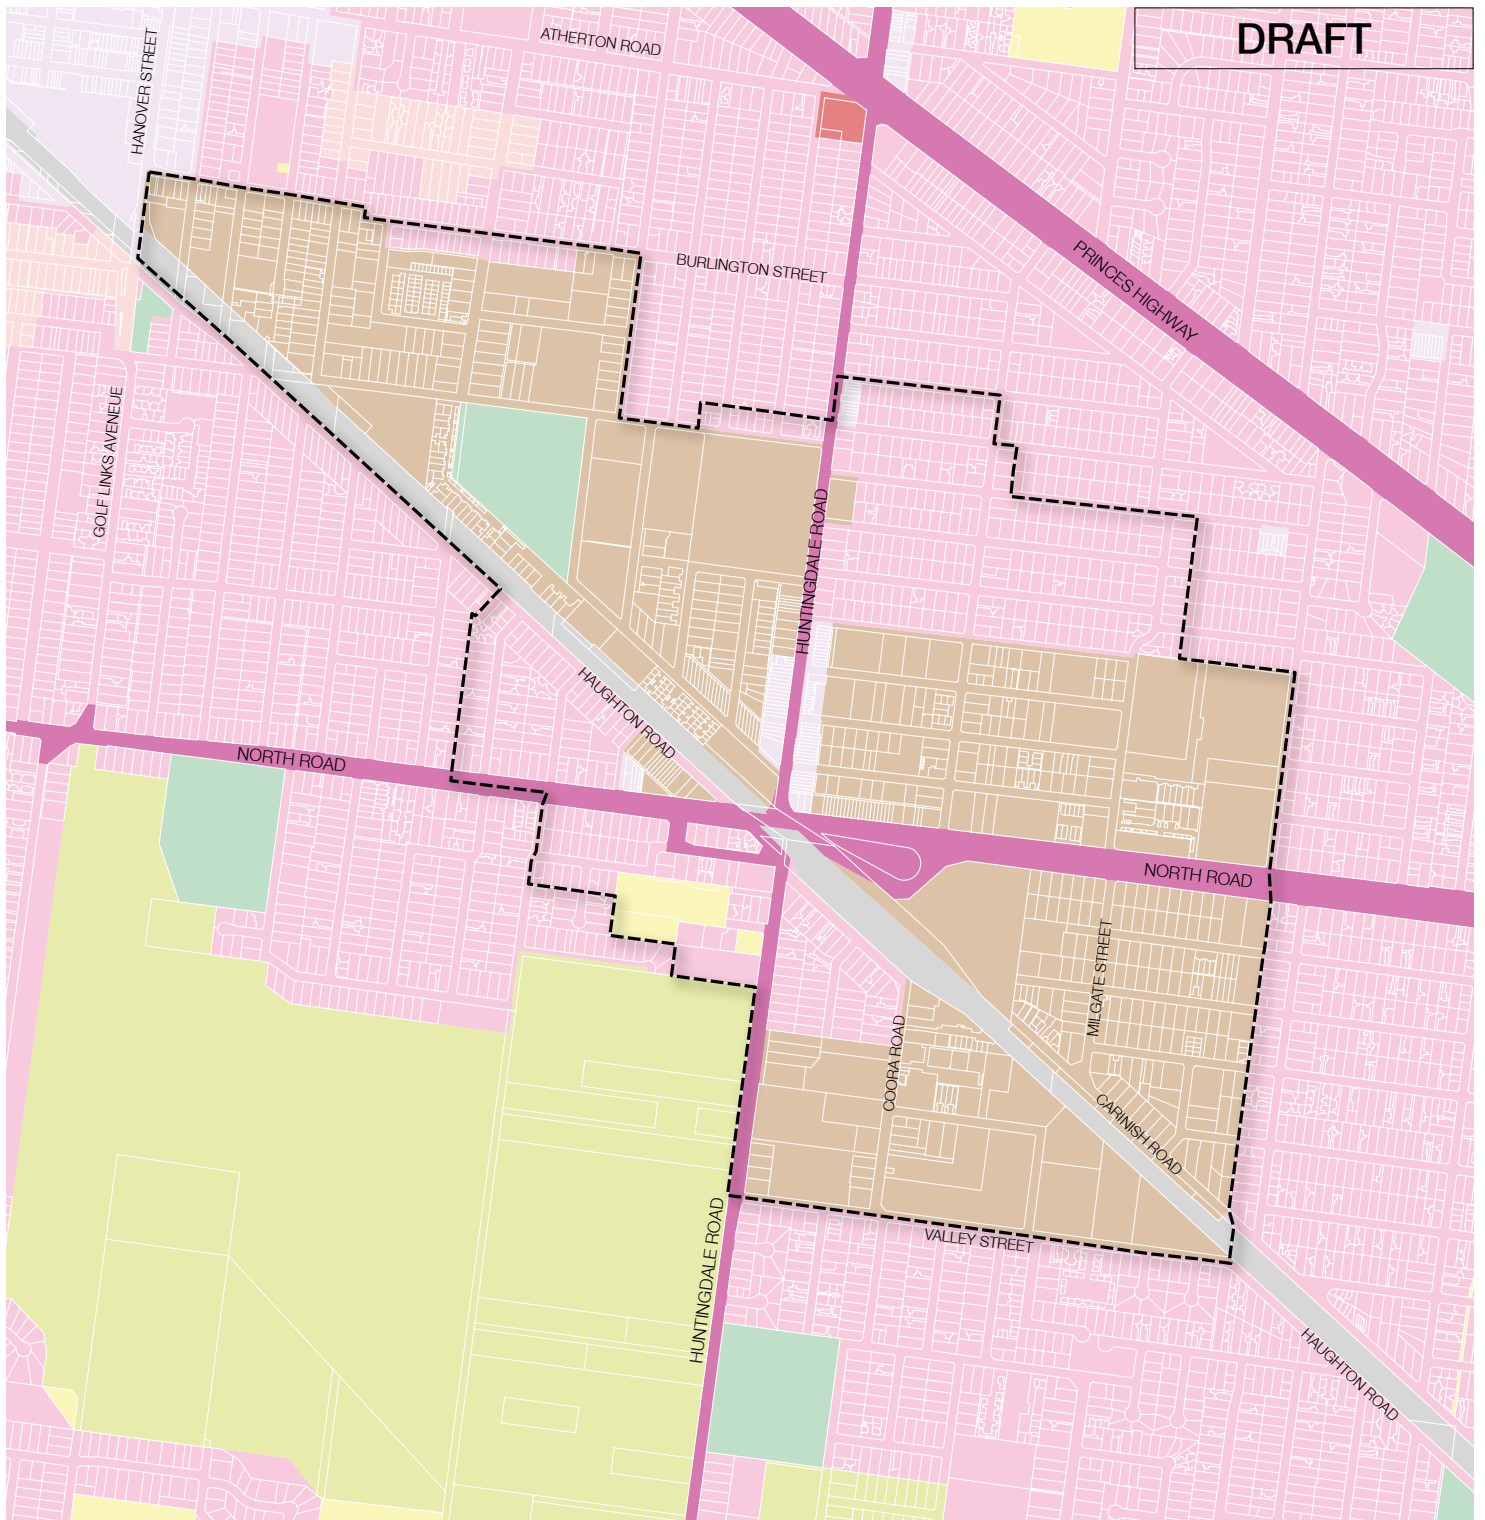 DRAFT
HANOVER STREET
ATHERTON ROAD
BURLINGTON STREET
PRINCES HIGHWAY
GOLF LINKS AVENEUE
HUNTINGDALE ROAD
HAUGHTON ROAD
NORTH ROAD
NORTH ROAD
MILGATE STREET
COORA ROAD
CARINISH ROAD
VALLEY STREET
HUNTINGDALE ROAD
HAUGHTON ROAD